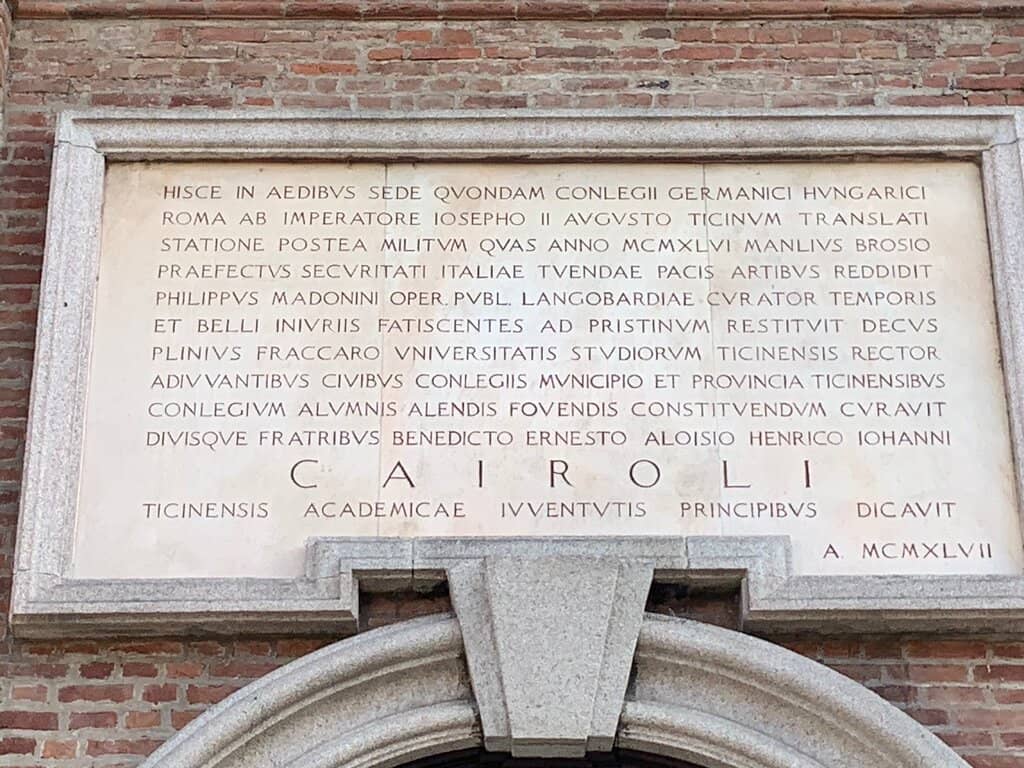 HISCE IN AEDIBVS SEDE QVONDAM CONLEGII GERMANICI HVNGARICI
ROMA AB IMPERATORE IOSEPHO II AVGVSTO TICINVM TRANSLATI
STATIONE POSTEA MILITVM QVAS ANNO MCMXLVI MANLIVS BROSIO
PRAEFECTVS SECVRITATI ITALIAE TVENDAE PACIS ARTIBVS REDDIDIT
PHILIPPVS MADONINI OPER. PVBL. LANGOBARDIAE CVRATOR TEMPORIS
ET BELLI INIVRIIS FATISCENTES AD PRISTINVM RESTITVIT DECVS
PLINIVS FRACCARO VNIVERSITATIS STVDIORVM TICINENSIS RECTOR
ADIVVANTIBVS CIVIBVS CONLEGIIS MVNICIPIO ET PROVINCIA TICINENSIBVS
CONLEGIVM ALVMNIS ALENDIS FOVENDIS CONSTITVENDVM CVRAVIT
DIVISQVE FRATRIBVS BENEDICTO ERNESTO ALOISIO HENRICO IOHANNI
CAIROLI
TICINENSIS ACADEMICAE IVVENTVTIS PRINCIPIBVS DICAVIT
A. MCMXLVII